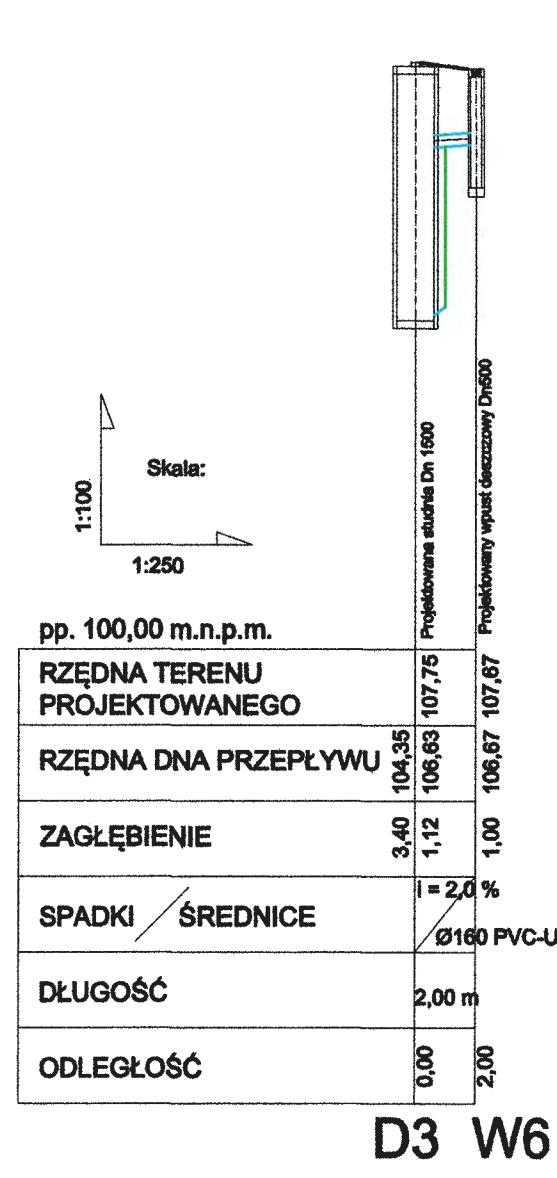 Projektowana studnia Dn 1500
Projektowany wpust deszczowy Dn500
1:100
Skala:
1:250
pp. 100,00 m.n.p.m.
RZĘDNA TERENU
PROJEKTOWANEGO
107,75
107,67
RZĘDNA DNA PRZEPŁYWU
104,35
106,63
106,67
ZAGŁĘBIENIE
3,40
1,12
1,00
SPADKI / ŚREDNICE
i = 2,0 %
Ø160 PVC-U
DŁUGOŚĆ
2,00 m
ODLEGŁOŚĆ
0,00
2,00
D3 W6